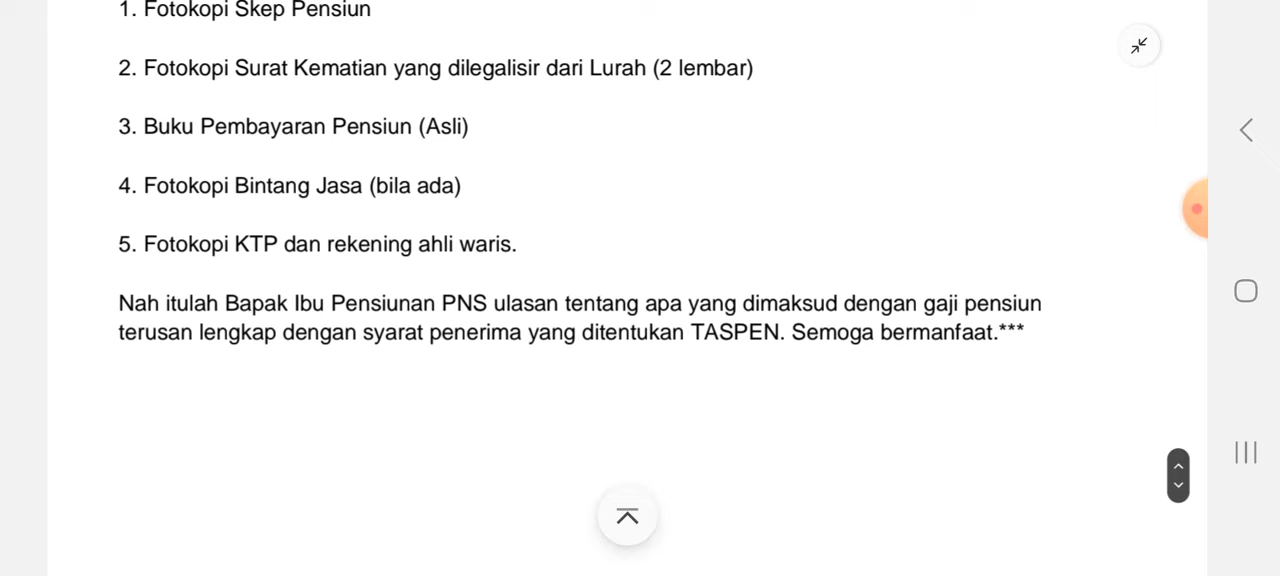 1. Fotokopi Skep Pensiun
2. Fotokopi Surat Kematian yang dilegalisir dari Lurah (2 lembar)
3. Buku Pembayaran Pensiun (Asli)
4. Fotokopi Bintang Jasa (bila ada)
5. Fotokopi KTP dan rekening ahli waris.
Nah itulah Bapak Ibu Pensiunan PNS ulasan tentang apa yang dimaksud dengan gaji pensiun
terusan lengkap dengan syarat penerima yang ditentukan TASPEN. Semoga bermanfaat.***